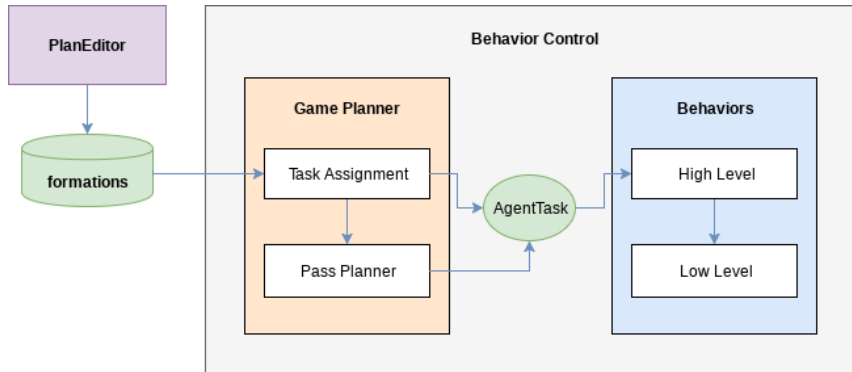 PlanEditor
Behavior Control
formations
Game Planner
Task Assignment
Pass Planner
AgentTask
Behaviors
High Level
Low Level